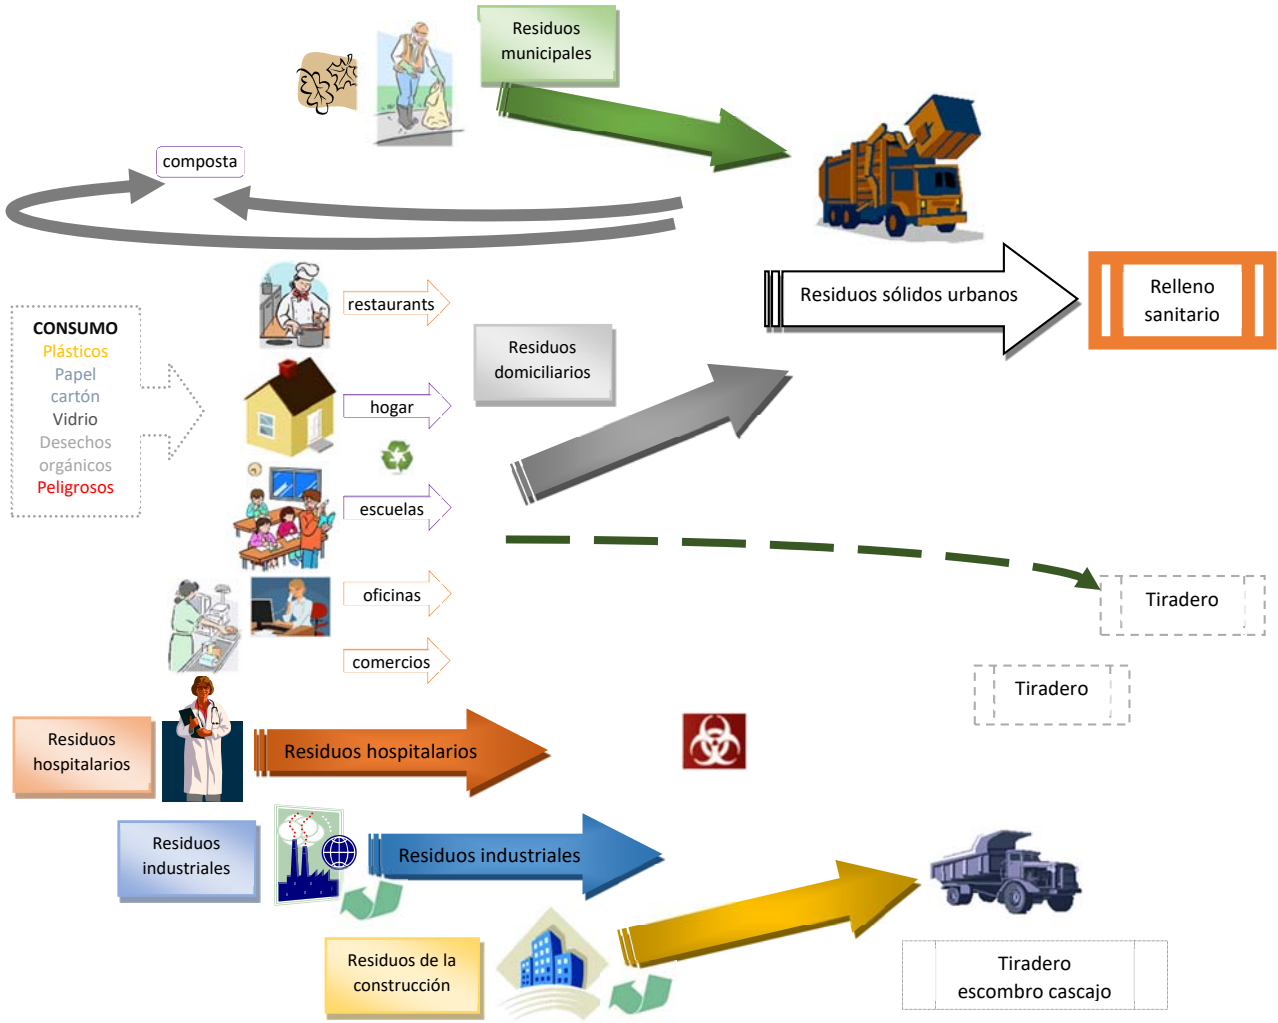 Residuos
municipales
composta
restaurants
Residuos sólidos urbanos
Relleno
sanitario
CONSUMO
Plásticos
Papel
cartón
Vidrio
Desechos
orgánicos
Peligrosos
Residuos
domiciliarios
hogar
escuelas
oficinas
Tiradero
comercios
Tiradero
Residuos
hospitalarios
Residuos hospitalarios
Residuos
industriales
Residuos industriales
Residuos de la
construcción
Tiradero
escombro cascajo